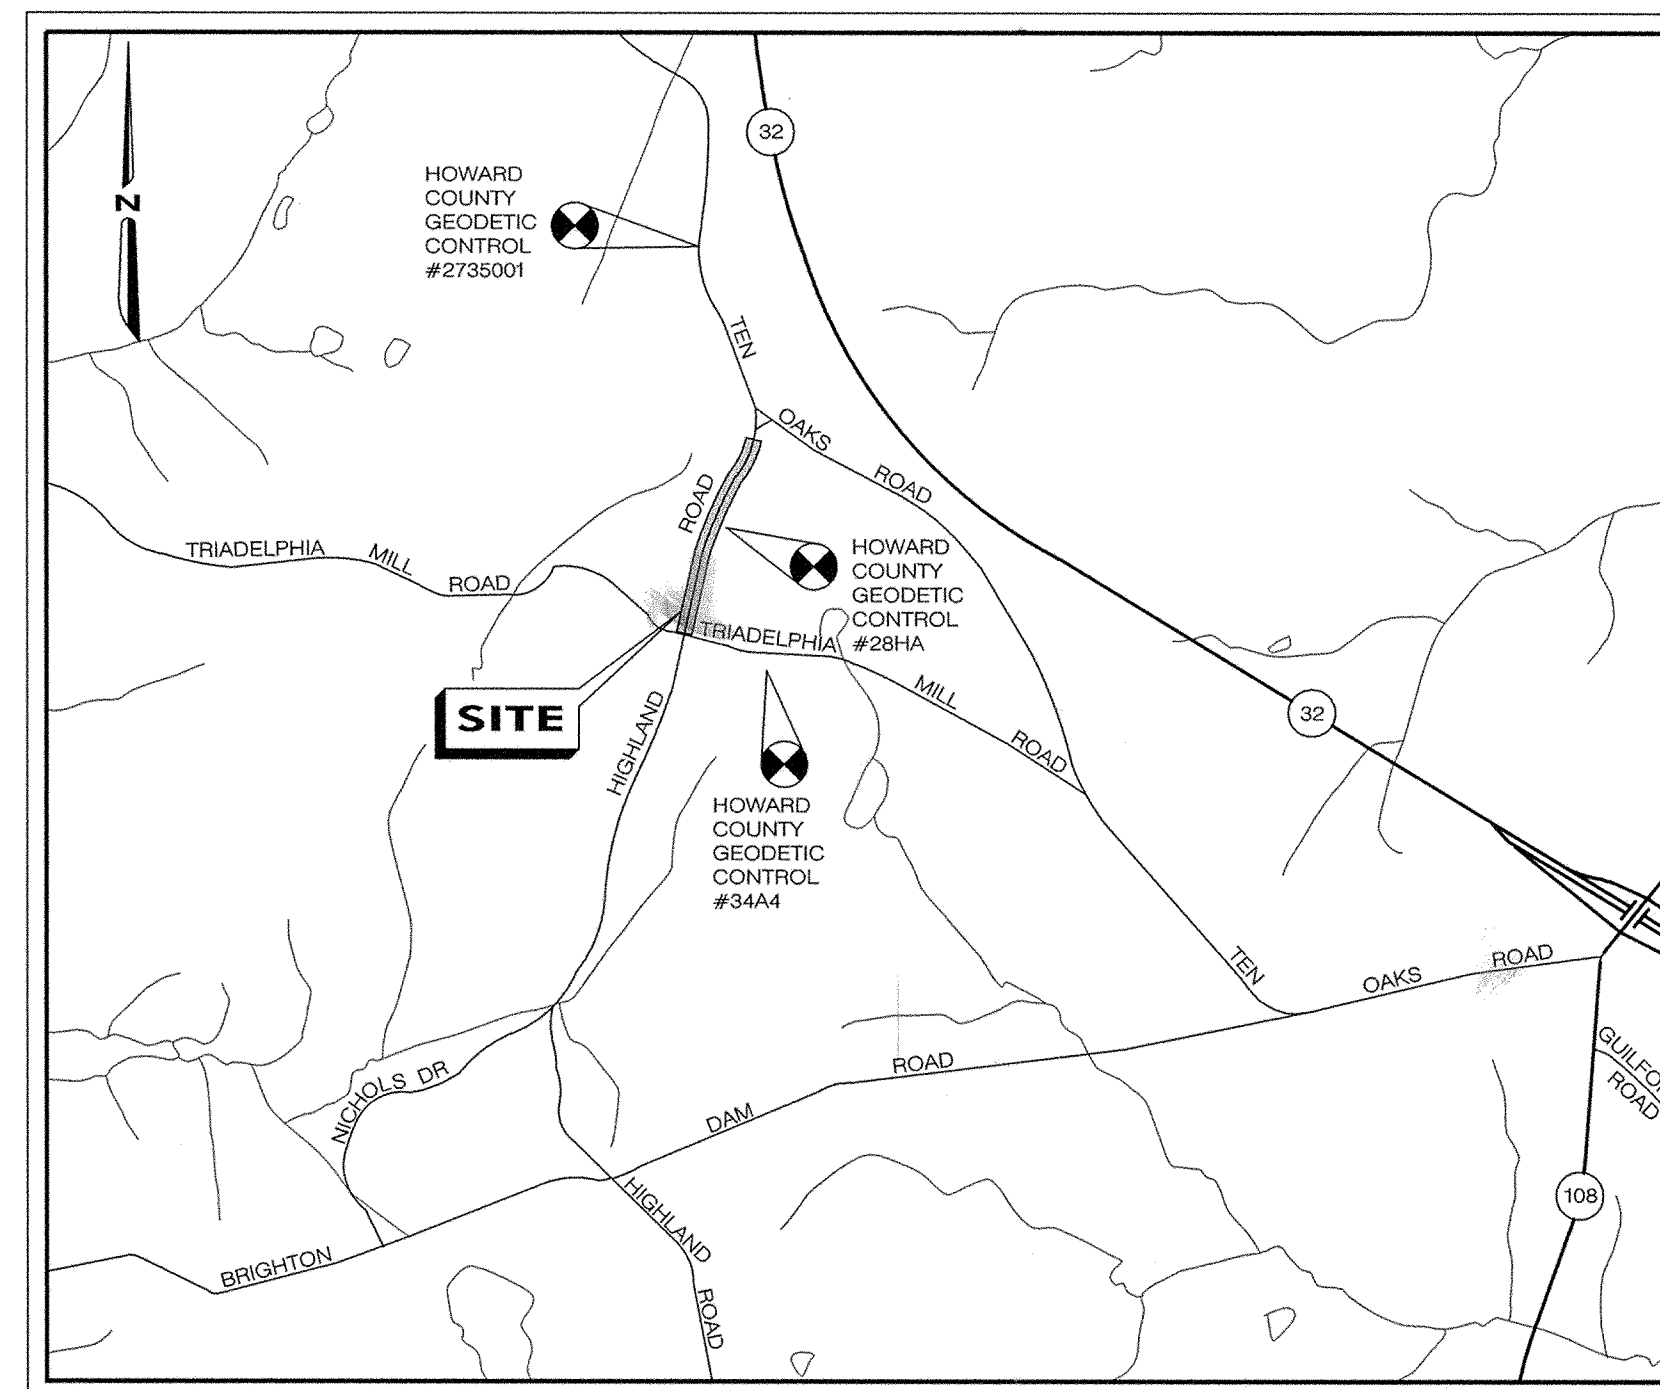 32
HOWARD
COUNTY
GEODETIC
CONTROL
#2735001
N
TEN
OAKS
ROAD
ROAD
HOWARD
COUNTY
GEODETIC
CONTROL
#28HA
TRIADELPHIA
MILL
ROAD
TRIADELPHIA
MILL
ROAD
SITE
HIGHLAND
32
HOWARD
COUNTY
GEODETIC
CONTROL
#34A4
TEN
OAKS
ROAD
GUILFO
ROAD
NICHOLS DR
ROAD
DAM
BRIGHTON
HIGHLAND
ROAD
108